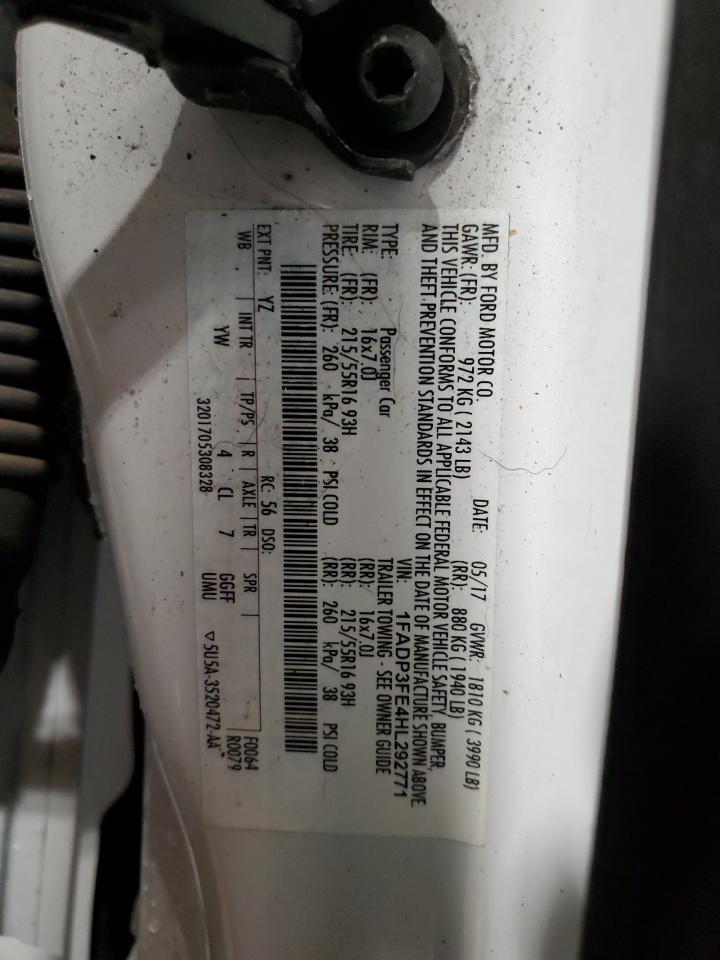 MFD. BY FORD MOTOR CO.
DATE: 05/17 GVWR: 1810 KG ( 3990 LB)
GAWR: (FR): 972 KG ( 2143 LB) (RR): 880 KG ( 1940 LB)
THIS VEHICLE CONFORMS TO ALL APPLICABLE FEDERAL MOTOR VEHICLE SAFETY, BUMPER,
AND THEFT PREVENTION STANDARDS IN EFFECT ON THE DATE OF MANUFACTURE SHOWN ABOVE.
VIN: 1FADP3FE4HL292771
TYPE: Passenger Car TRAILER TOWING - SEE OWNER GUIDE
RIM: (FR): 16x7.0J (RR): 16x7.0J
TIRE: (FR): 215/55R16 93H (RR): 215/55R16 93H
PRESSURE: (FR): 260 kPa/ 38 PSI COLD (RR): 260 kPa/ 38 PSI COLD
EXT PNT: YZ RC: 56 DSO: F0064
WB INT TR TP/PS R AXLE TR SPR R0079
YW 4 CL 7 GGFF
UMU
3201705308328 ▽5U5A-3520472-AA